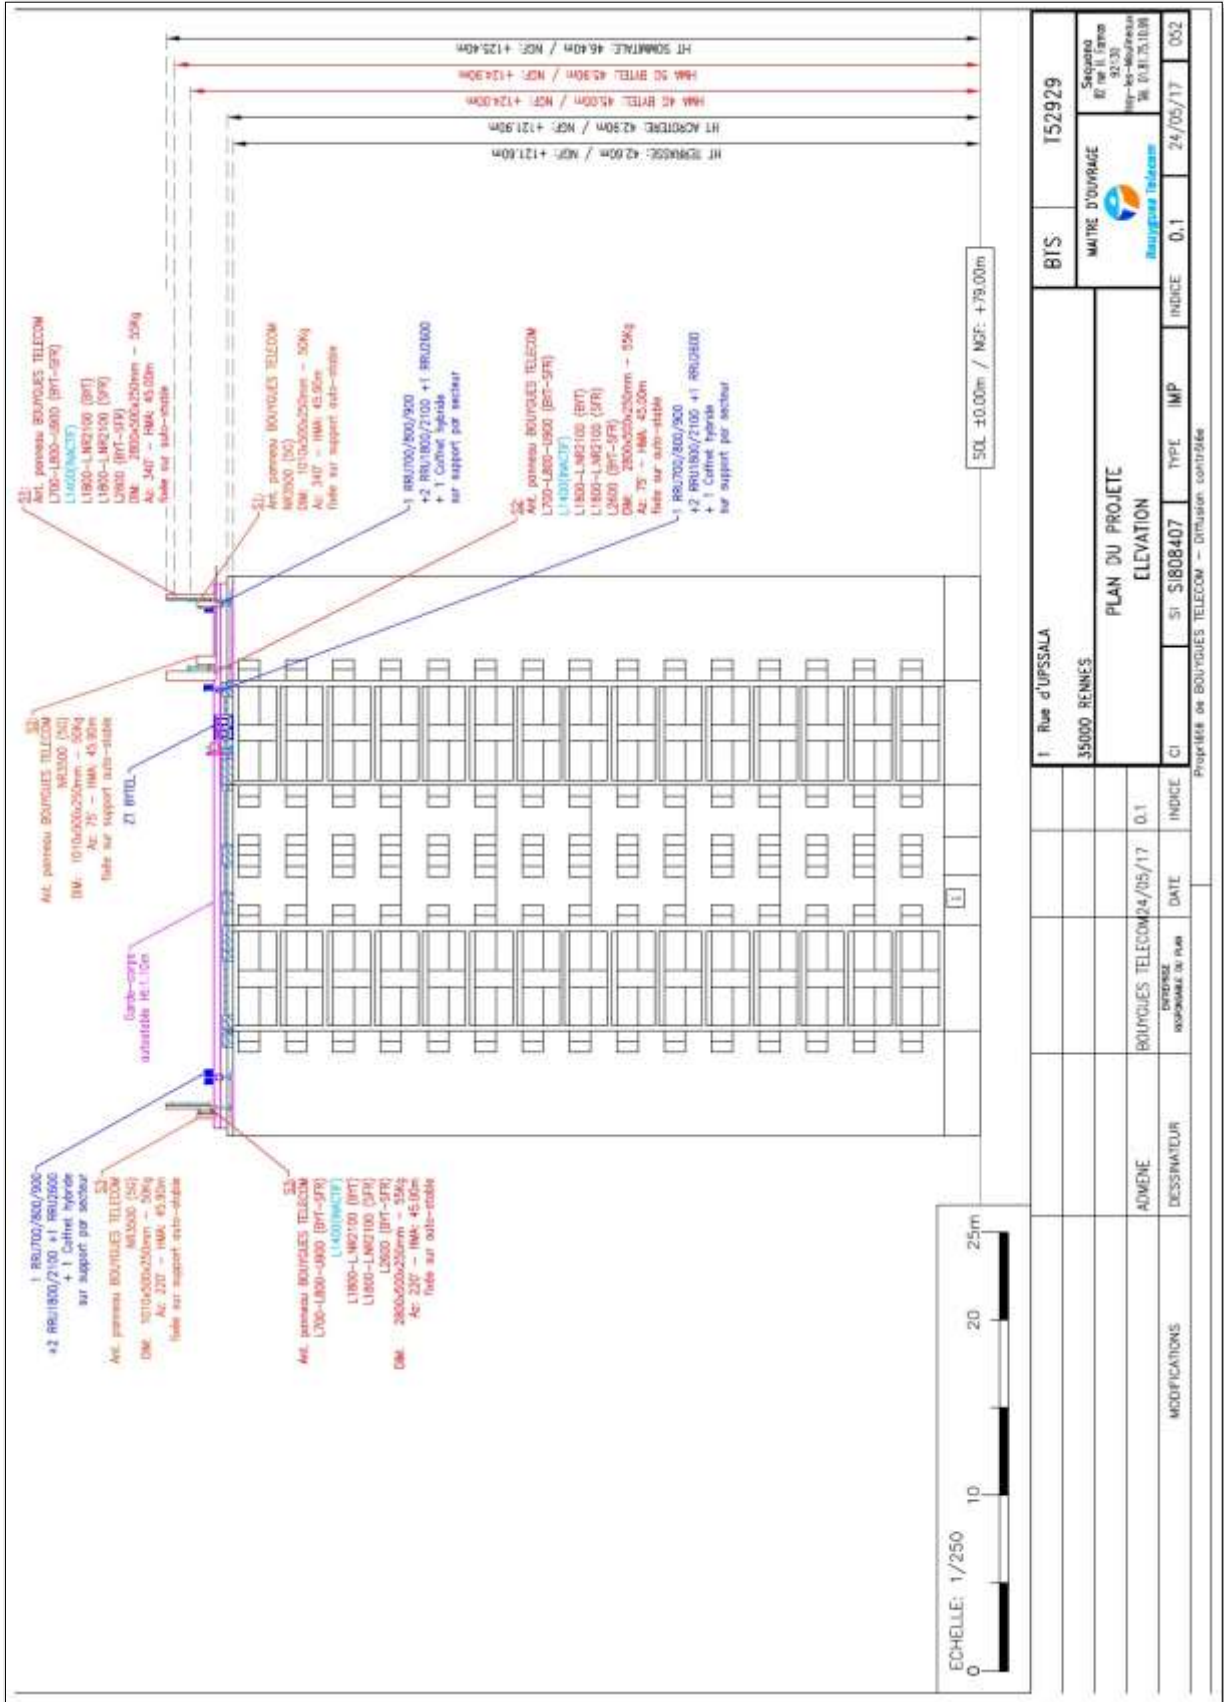 1 RRU700/800/900
+2 RRU1800/2100 +1 RRU2600
+ 1 Coffret hybride
sur support par secteur
S3:
Ant. panneau BOUYGUES TELECOM
NR3500 (5G)
DIM: 1010x500x250mm - 50Kg
Az: 220° - HMA: 45.90m
fixée sur support auto-stable
S3:
Ant. panneau BOUYGUES TELECOM
L700-L800-U900 (BYT-SFR)
L1400(INACTIF)
L1800-LNR2100 (BYT)
L1800-LNR2100 (SFR)
L2600 (BYT-SFR)
DIM: 2800x500x250mm - 55Kg
Az: 220° - HMA: 45.00m
fixée sur auto-stable
Garde-corps
autostable Ht:1.10m
S2:
Ant. panneau BOUYGUES TELECOM
NR3500 (5G)
DIM: 1010x500x250mm - 50Kg
Az: 75° - HMA: 45.90m
fixée sur support auto-stable
Z1 BYTEL
S1:
Ant. panneau BOUYGUES TELECOM
L700-L800-U900 (BYT-SFR)
L1400(INACTIF)
L1800-LNR2100 (BYT)
L1800-LNR2100 (SFR)
L2600 (BYT-SFR)
DIM: 2800x500x250mm - 55Kg
Az: 340° - HMA: 45.00m
fixée sur auto-stable
S1:
Ant. panneau BOUYGUES TELECOM
NR3500 (5G)
DIM: 1010x500x250mm - 50Kg
Az: 340° - HMA: 45.90m
fixée sur support auto-stable
1 RRU700/800/900
+2 RRU1800/2100 +1 RRU2600
+ 1 Coffret hybride
sur support par secteur
S2:
Ant. panneau BOUYGUES TELECOM
L700-L800-U900 (BYT-SFR)
L1400(INACTIF)
L1800-LNR2100 (BYT)
L1800-LNR2100 (SFR)
L2600 (BYT-SFR)
DIM: 2800x500x250mm - 55Kg
Az: 75° - HMA: 45.00m
fixée sur auto-stable
1 RRU700/800/900
+2 RRU1800/2100 +1 RRU2600
+ 1 Coffret hybride
sur support par secteur
HT SOMMITALE: 46.40m / NGF: +125.40m
HMA 5G BYTEL: 45.90m / NGF: +124.90m
HMA 4G BYTEL: 45.00m / NGF: +124.00m
HT ACROTERE: 42.90m / NGF: +121.90m
HT TERRASSE: 42.60m / NGF: +121.60m
SOL ±0.00m / NGF: +79.00m
ECHELLE: 1/250
0 10 20 25m
1 Rue d'UPSSALA
35000 RENNES
BTS T52929
PLAN DU PROJETE
ELEVATION
MAITRE D'OUVRAGE
Bouygues Telecom
Sequoia
92130
Issy-les-Moulineaux
ADMENE BOUYGUES TELECOM 24/05/17 0.1
MODIFICATIONS DESSINATEUR ENTREPRISE RESPONSABLE DU PLAN DATE INDICE
CI SI SI808407 TYPE IMP INDICE 0.1 24/05/17 052
Propriété de BOUYGUES TELECOM - Diffusion contrôlée